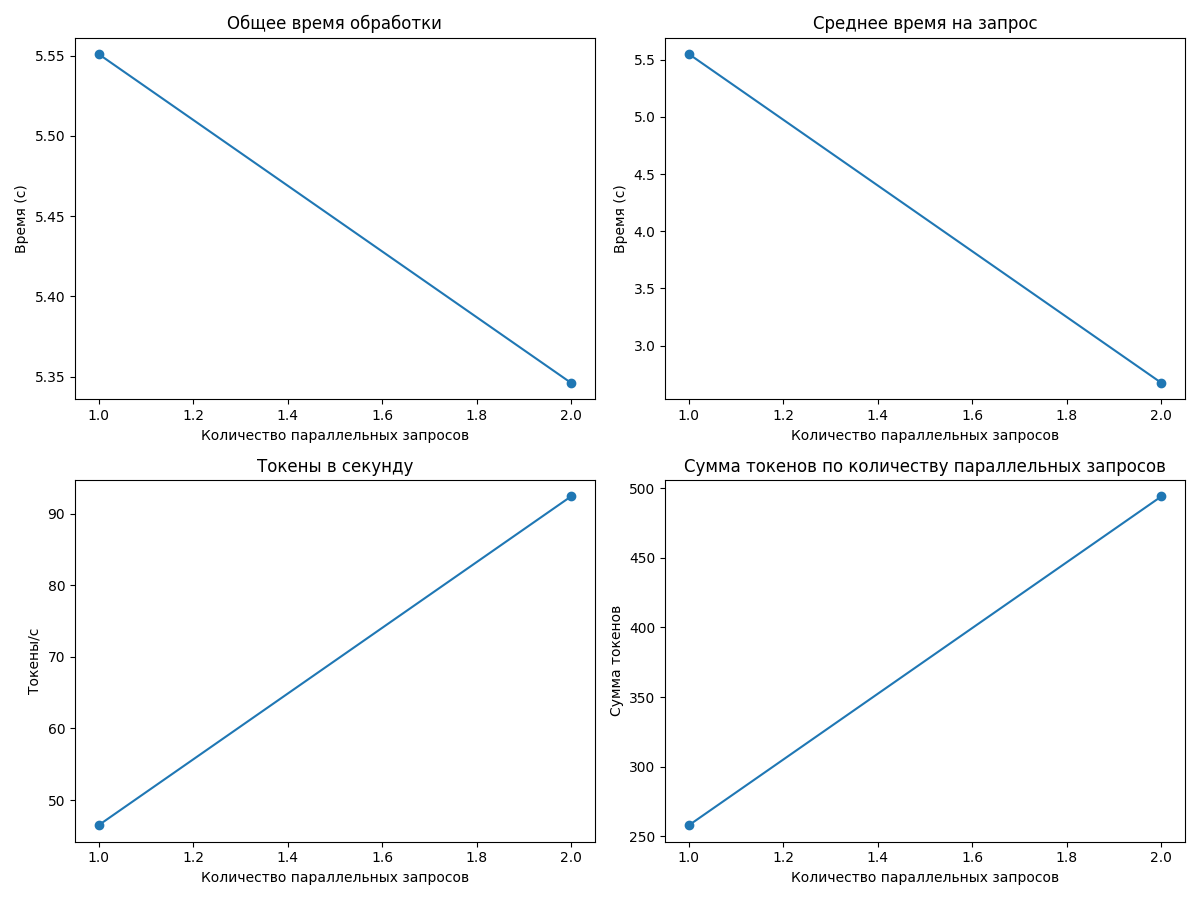 Общее время обработки
Время (с)
5.55
5.50
5.45
5.40
5.35
1.0 1.2 1.4 1.6 1.8 2.0
Количество параллельных запросов
Среднее время на запрос
Время (с)
5.5
5.0
4.5
4.0
3.5
3.0
1.0 1.2 1.4 1.6 1.8 2.0
Количество параллельных запросов
Токены в секунду
Токены/с
90
80
70
60
50
1.0 1.2 1.4 1.6 1.8 2.0
Количество параллельных запросов
Сумма токенов по количеству параллельных запросов
Сумма токенов
500
450
400
350
300
250
1.0 1.2 1.4 1.6 1.8 2.0
Количество параллельных запросов